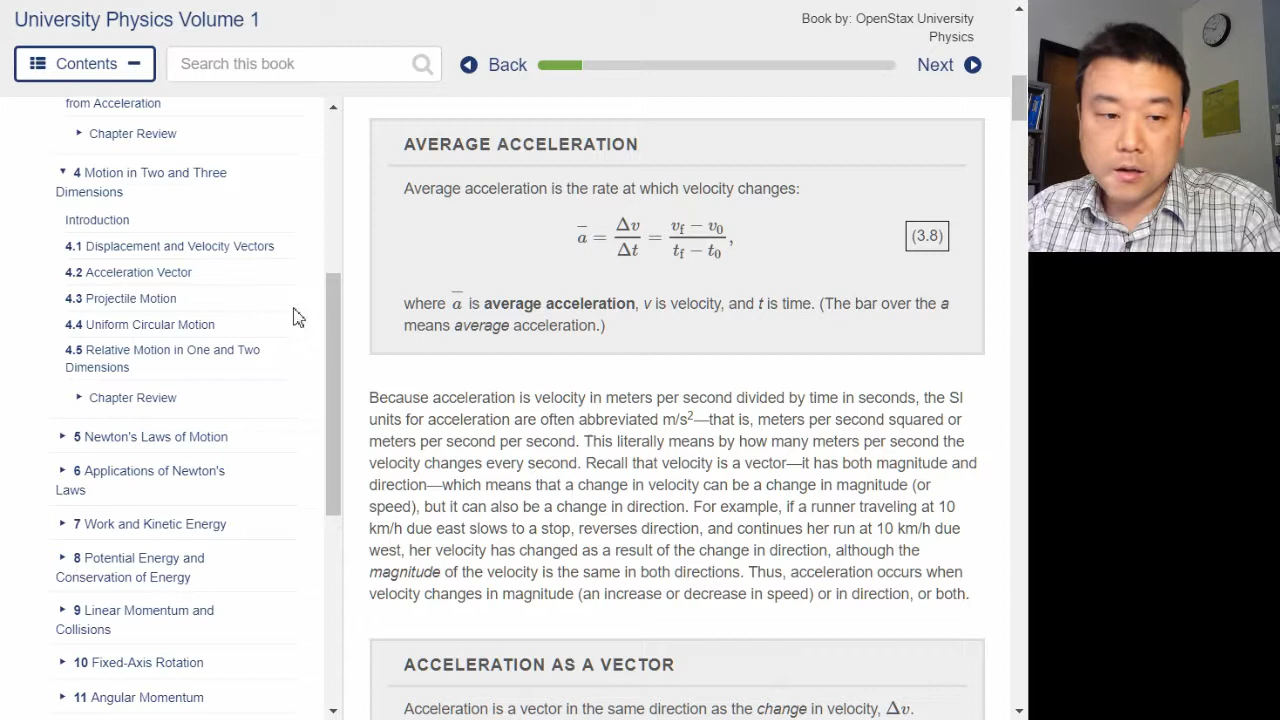 University Physics Volume 1
Book by: OpenStax University
Physics
Contents
Search this book
Back
Next
from Acceleration
Chapter Review
4 Motion in Two and Three
Dimensions
Introduction
4.1 Displacement and Velocity Vectors
4.2 Acceleration Vector
4.3 Projectile Motion
4.4 Uniform Circular Motion
4.5 Relative Motion in One and Two
Dimensions
Chapter Review
5 Newton's Laws of Motion
6 Applications of Newton's
Laws
7 Work and Kinetic Energy
8 Potential Energy and
Conservation of Energy
9 Linear Momentum and
Collisions
10 Fixed-Axis Rotation
11 Angular Momentum
AVERAGE ACCELERATION
Average acceleration is the rate at which velocity changes:
a̅ = Δv/Δt = (v_f − v_0)/(t_f − t_0), (3.8)
where a̅ is average acceleration, v is velocity, and t is time. (The bar over the a
means average acceleration.)
Because acceleration is velocity in meters per second divided by time in seconds, the SI
units for acceleration are often abbreviated m/s²—that is, meters per second squared or
meters per second per second. This literally means by how many meters per second the
velocity changes every second. Recall that velocity is a vector—it has both magnitude and
direction—which means that a change in velocity can be a change in magnitude (or
speed), but it can also be a change in direction. For example, if a runner traveling at 10
km/h due east slows to a stop, reverses direction, and continues her run at 10 km/h due
west, her velocity has changed as a result of the change in direction, although the
magnitude of the velocity is the same in both directions. Thus, acceleration occurs when
velocity changes in magnitude (an increase or decrease in speed) or in direction, or both.
ACCELERATION AS A VECTOR
Acceleration is a vector in the same direction as the change in velocity, Δv.